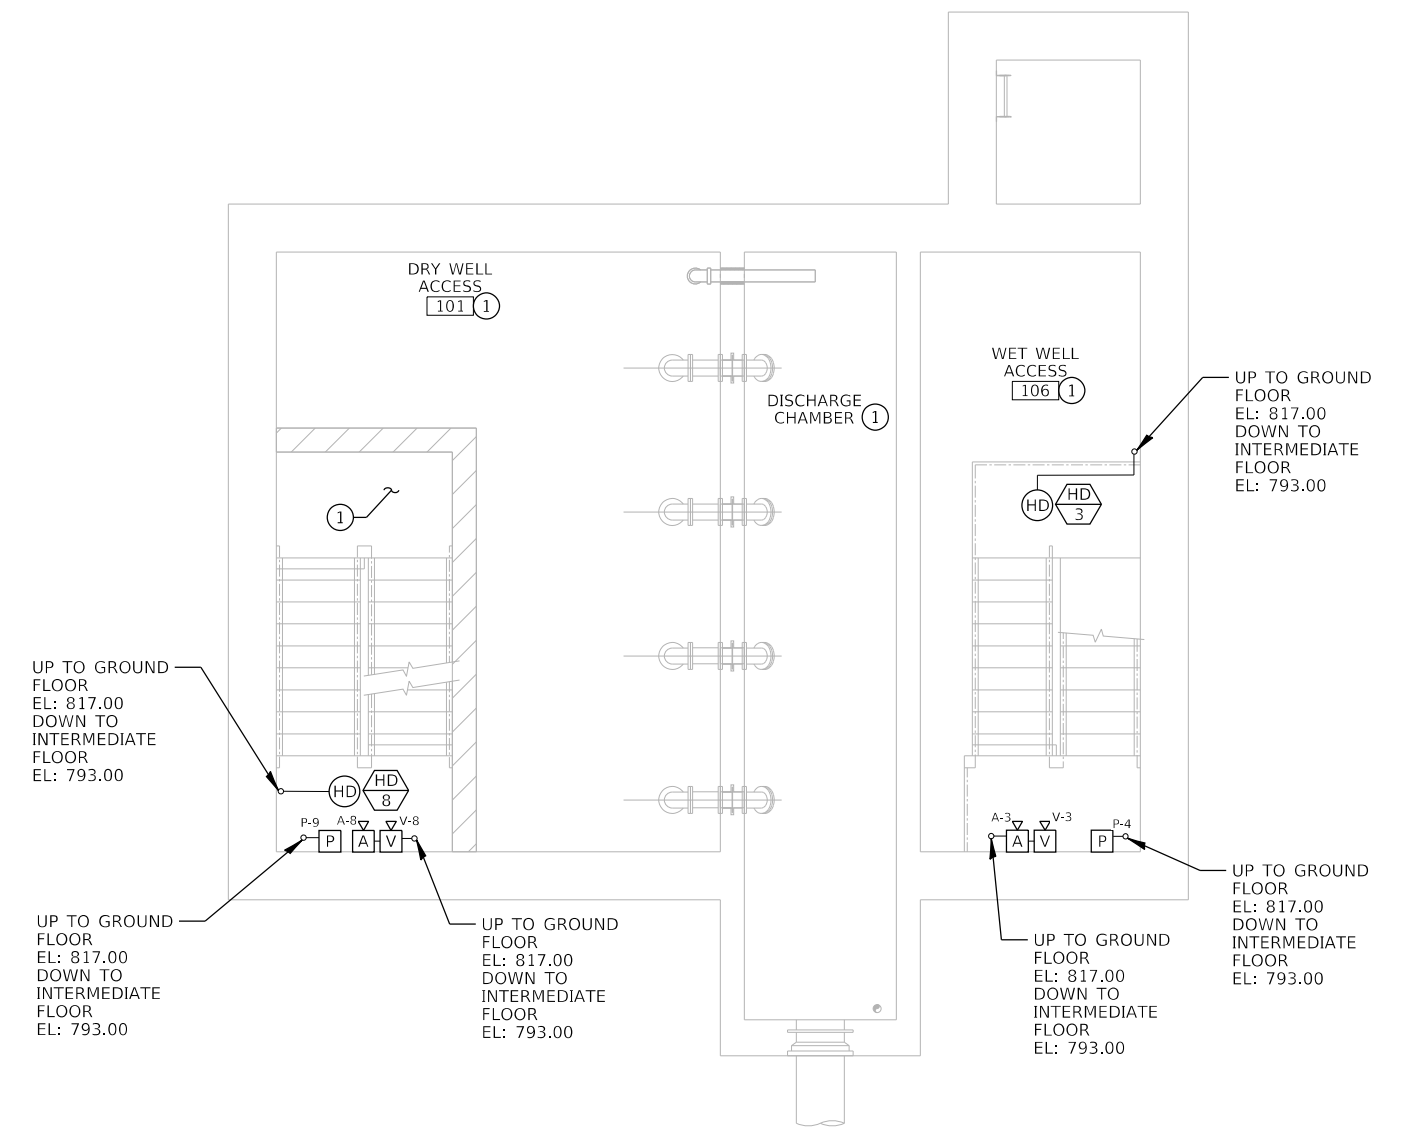 DRY WELL
ACCESS
101 1
WET WELL
ACCESS
106 1
DISCHARGE
CHAMBER 1
UP TO GROUND
FLOOR
EL: 817.00
DOWN TO
INTERMEDIATE
FLOOR
EL: 793.00
HD HD
3
1
UP TO GROUND
FLOOR
EL: 817.00
DOWN TO
INTERMEDIATE
FLOOR
EL: 793.00
HD HD
8
P-9 A-8 V-8
P A V
A-3 V-3 P-4
A V P
UP TO GROUND
FLOOR
EL: 817.00
DOWN TO
INTERMEDIATE
FLOOR
EL: 793.00
UP TO GROUND
FLOOR
EL: 817.00
DOWN TO
INTERMEDIATE
FLOOR
EL: 793.00
UP TO GROUND
FLOOR
EL: 817.00
DOWN TO
INTERMEDIATE
FLOOR
EL: 793.00
UP TO GROUND
FLOOR
EL: 817.00
DOWN TO
INTERMEDIATE
FLOOR
EL: 793.00